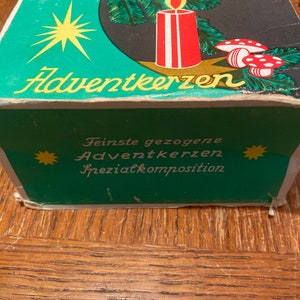 Adventkerzen
Feinste gezogene
Adventkerzen
Spezialkomposition